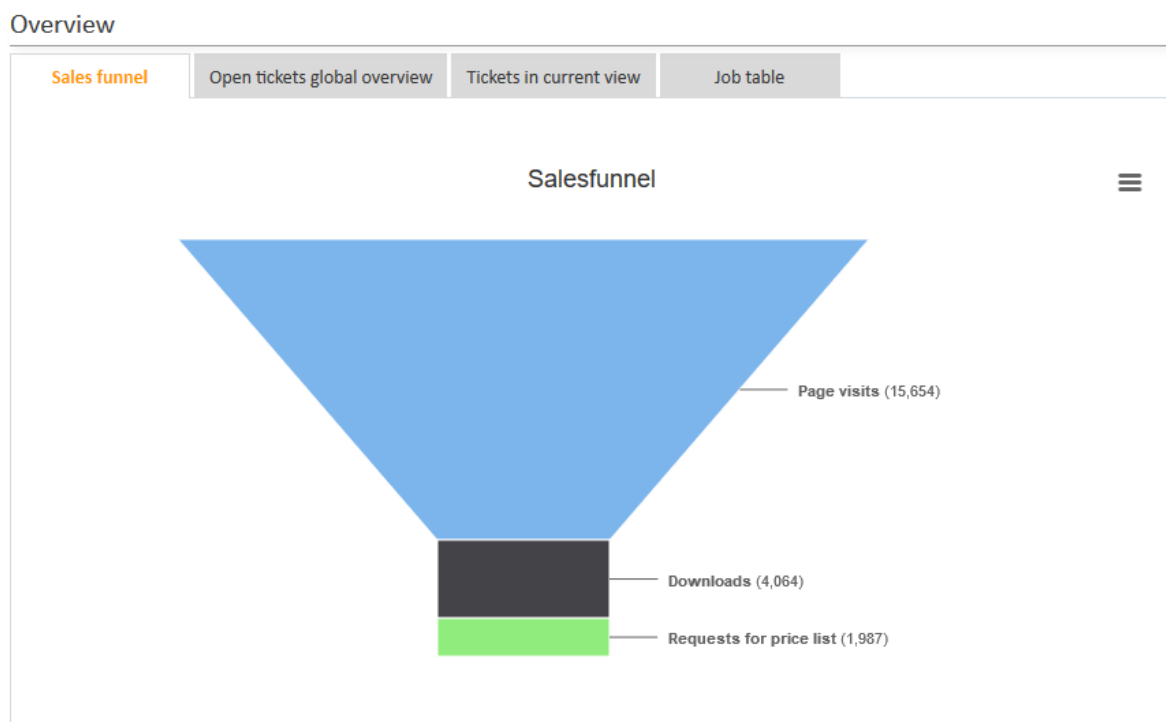 Overview
Sales funnel
Open tickets global overview
Tickets in current view
Job table
Salesfunnel
Page visits (15,654)
Downloads (4,064)
Requests for price list (1,987)